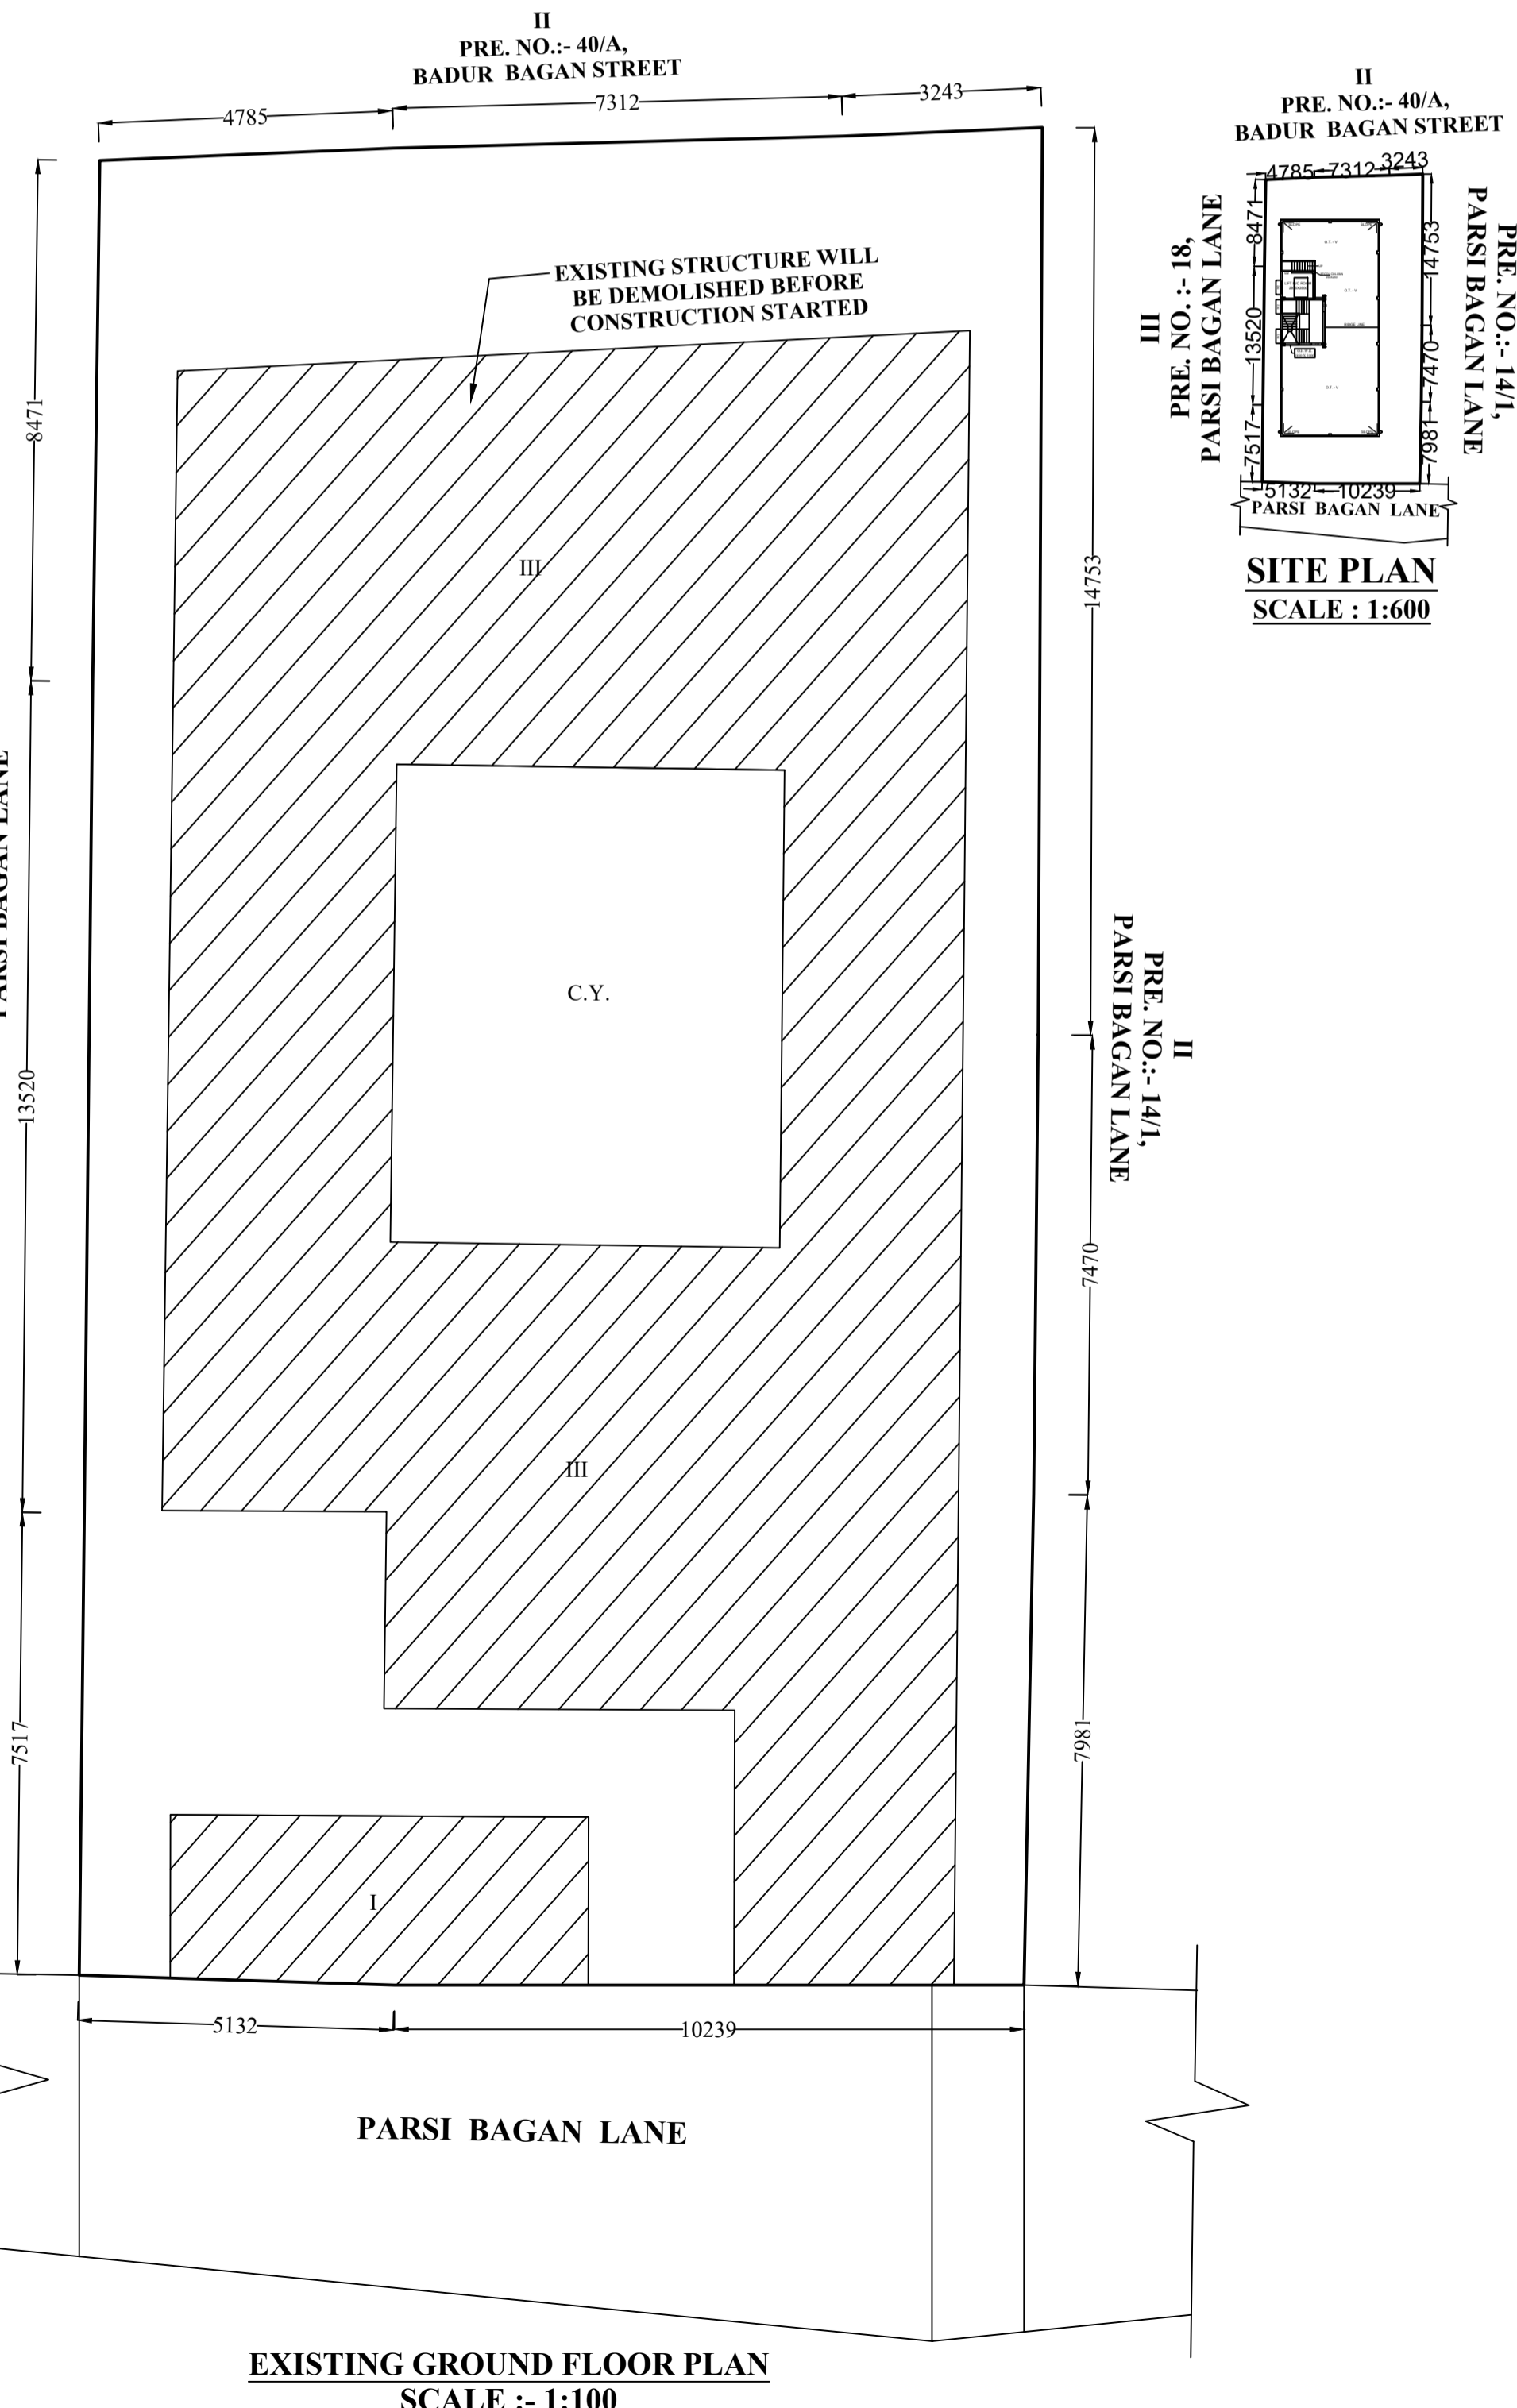 II
PRE. NO.:- 40/A,
BADUR BAGAN STREET
4785
7312
3243
8471
13520
7517
14753
7470
7981
EXISTING STRUCTURE WILL
BE DEMOLISHED BEFORE
CONSTRUCTION STARTED
III
C.Y.
III
I
PARSI BAGAN LANE
II
PRE. NO.:- 14/1,
PARSI BAGAN LANE
5132
10239
PARSI BAGAN LANE
EXISTING GROUND FLOOR PLAN
SCALE :- 1:100
II
PRE. NO.:- 40/A,
BADUR BAGAN STREET
4785
7312
3243
III
PRE. NO. :- 18,
PARSI BAGAN LANE
8471
13520
7517
14753
7470
7981
PRE. NO.:- 14/1,
PARSI BAGAN LANE
5132
10239
PARSI BAGAN LANE
SITE PLAN
SCALE : 1:600